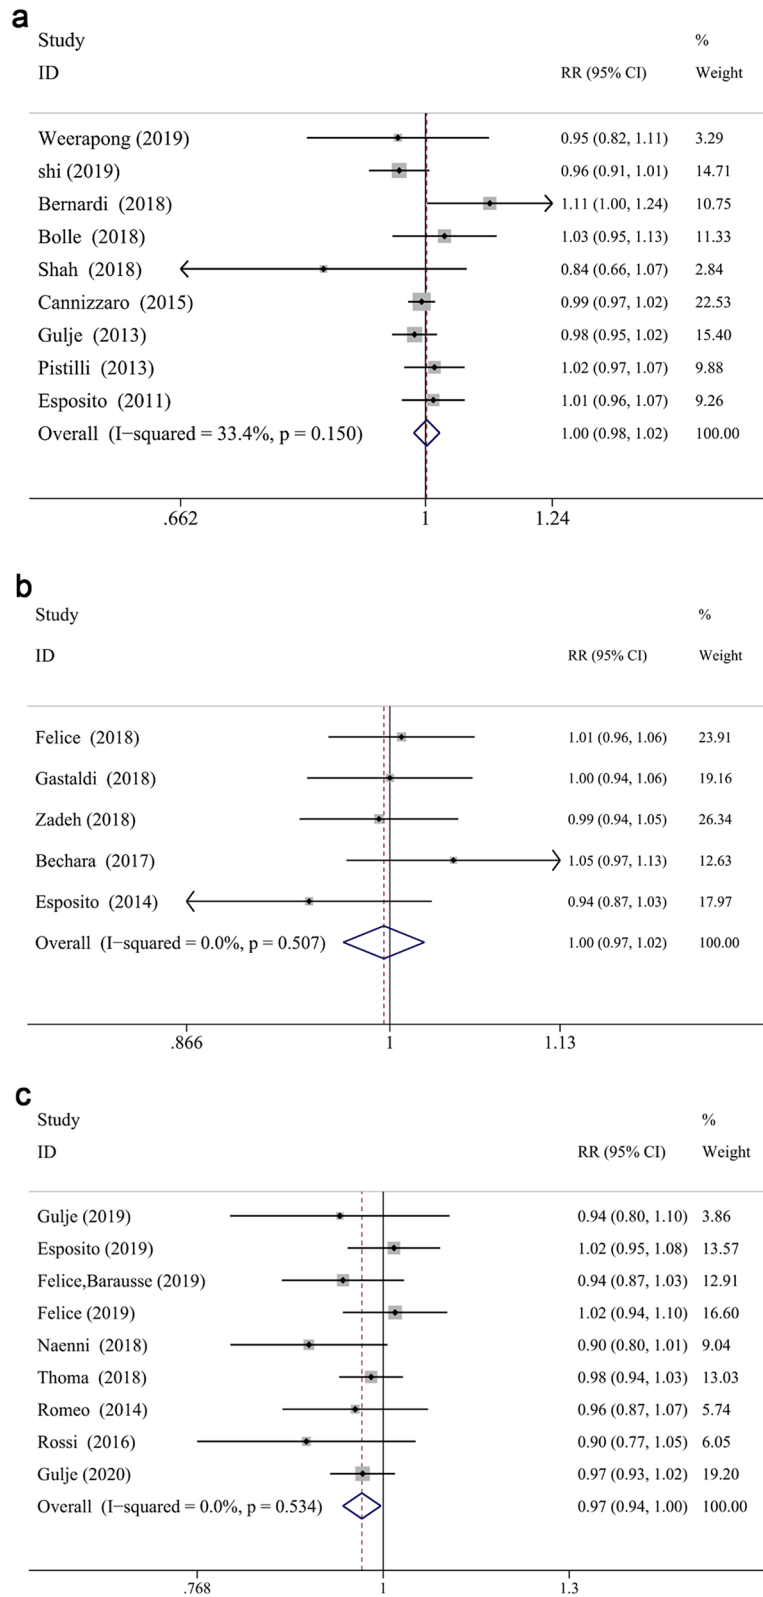 a
Study %
ID RR (95% CI) Weight
Weerapong (2019) 0.95 (0.82, 1.11) 3.29
shi (2019) 0.96 (0.91, 1.01) 14.71
Bernardi (2018) 1.11 (1.00, 1.24) 10.75
Bolle (2018) 1.03 (0.95, 1.13) 11.33
Shah (2018) 0.84 (0.66, 1.07) 2.84
Cannizzaro (2015) 0.99 (0.97, 1.02) 22.53
Gulje (2013) 0.98 (0.95, 1.02) 15.40
Pistilli (2013) 1.02 (0.97, 1.07) 9.88
Esposito (2011) 1.01 (0.96, 1.07) 9.26
Overall (I−squared = 33.4%, p = 0.150) 1.00 (0.98, 1.02) 100.00
.662 1 1.24
b
Study %
ID RR (95% CI) Weight
Felice (2018) 1.01 (0.96, 1.06) 23.91
Gastaldi (2018) 1.00 (0.94, 1.06) 19.16
Zadeh (2018) 0.99 (0.94, 1.05) 26.34
Bechara (2017) 1.05 (0.97, 1.13) 12.63
Esposito (2014) 0.94 (0.87, 1.03) 17.97
Overall (I−squared = 0.0%, p = 0.507) 1.00 (0.97, 1.02) 100.00
.866 1 1.13
c
Study %
ID RR (95% CI) Weight
Gulje (2019) 0.94 (0.80, 1.10) 3.86
Esposito (2019) 1.02 (0.95, 1.08) 13.57
Felice,Barausse (2019) 0.94 (0.87, 1.03) 12.91
Felice (2019) 1.02 (0.94, 1.10) 16.60
Naenni (2018) 0.90 (0.80, 1.01) 9.04
Thoma (2018) 0.98 (0.94, 1.03) 13.03
Romeo (2014) 0.96 (0.87, 1.07) 5.74
Rossi (2016) 0.90 (0.77, 1.05) 6.05
Gulje (2020) 0.97 (0.93, 1.02) 19.20
Overall (I−squared = 0.0%, p = 0.534) 0.97 (0.94, 1.00) 100.00
.768 1 1.3